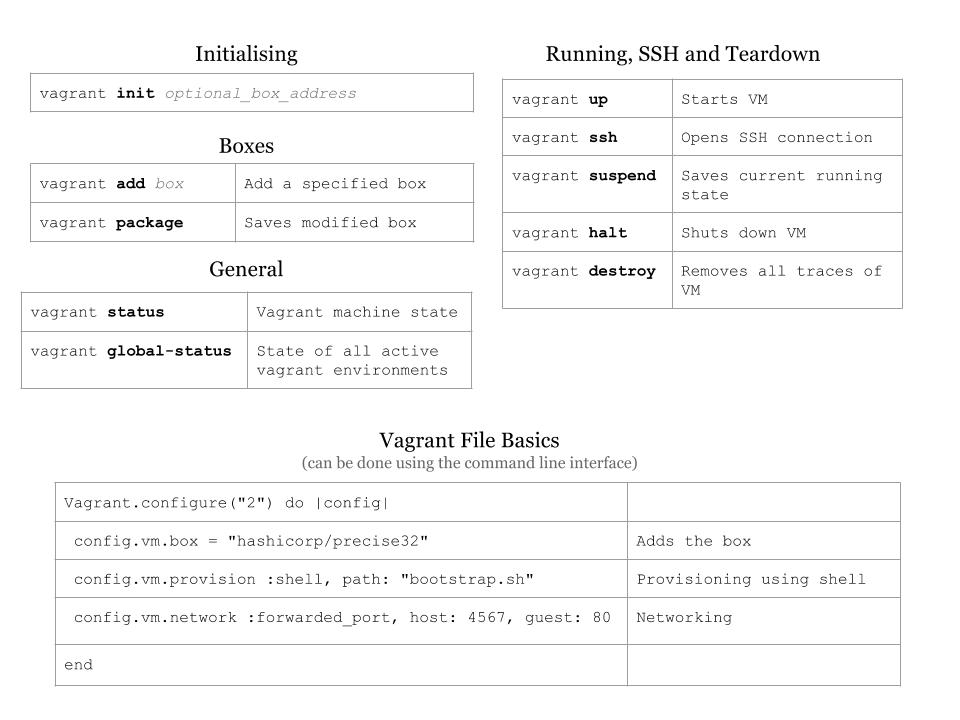 Initialising
vagrant init optional_box_address
Boxes
vagrant add box
Add a specified box
vagrant package
Saves modified box
General
vagrant status
Vagrant machine state
vagrant global-status
State of all active
vagrant environments
Running, SSH and Teardown
vagrant up
Starts VM
vagrant ssh
Opens SSH connection
vagrant suspend
Saves current running
state
vagrant halt
Shuts down VM
vagrant destroy
Removes all traces of
VM
Vagrant File Basics
(can be done using the command line interface)
Vagrant.configure("2") do |config|
config.vm.box = "hashicorp/precise32"
Adds the box
config.vm.provision :shell, path: "bootstrap.sh"
Provisioning using shell
config.vm.network :forwarded_port, host: 4567, guest: 80
Networking
end